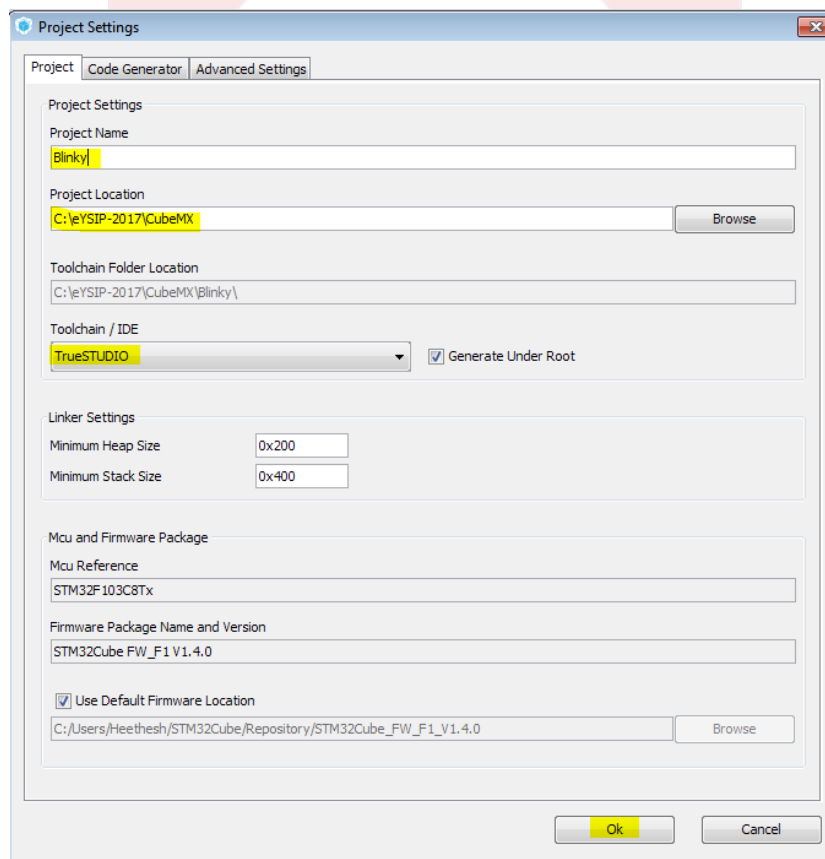 Project Settings
Project Code Generator Advanced Settings
Project Settings
Project Name
Blinky
Project Location
C:\eYSIP-2017\CubeMX Browse
Toolchain Folder Location
C:\eYSIP-2017\CubeMX\Blinky\
Toolchain / IDE
TrueSTUDIO Generate Under Root
Linker Settings
Minimum Heap Size 0x200
Minimum Stack Size 0x400
Mcu and Firmware Package
Mcu Reference
STM32F103C8Tx
Firmware Package Name and Version
STM32Cube FW_F1 V1.4.0
Use Default Firmware Location
C:/Users/Heethesh/STM32Cube/Repository/STM32Cube_FW_F1_V1.4.0 Browse
Ok Cancel